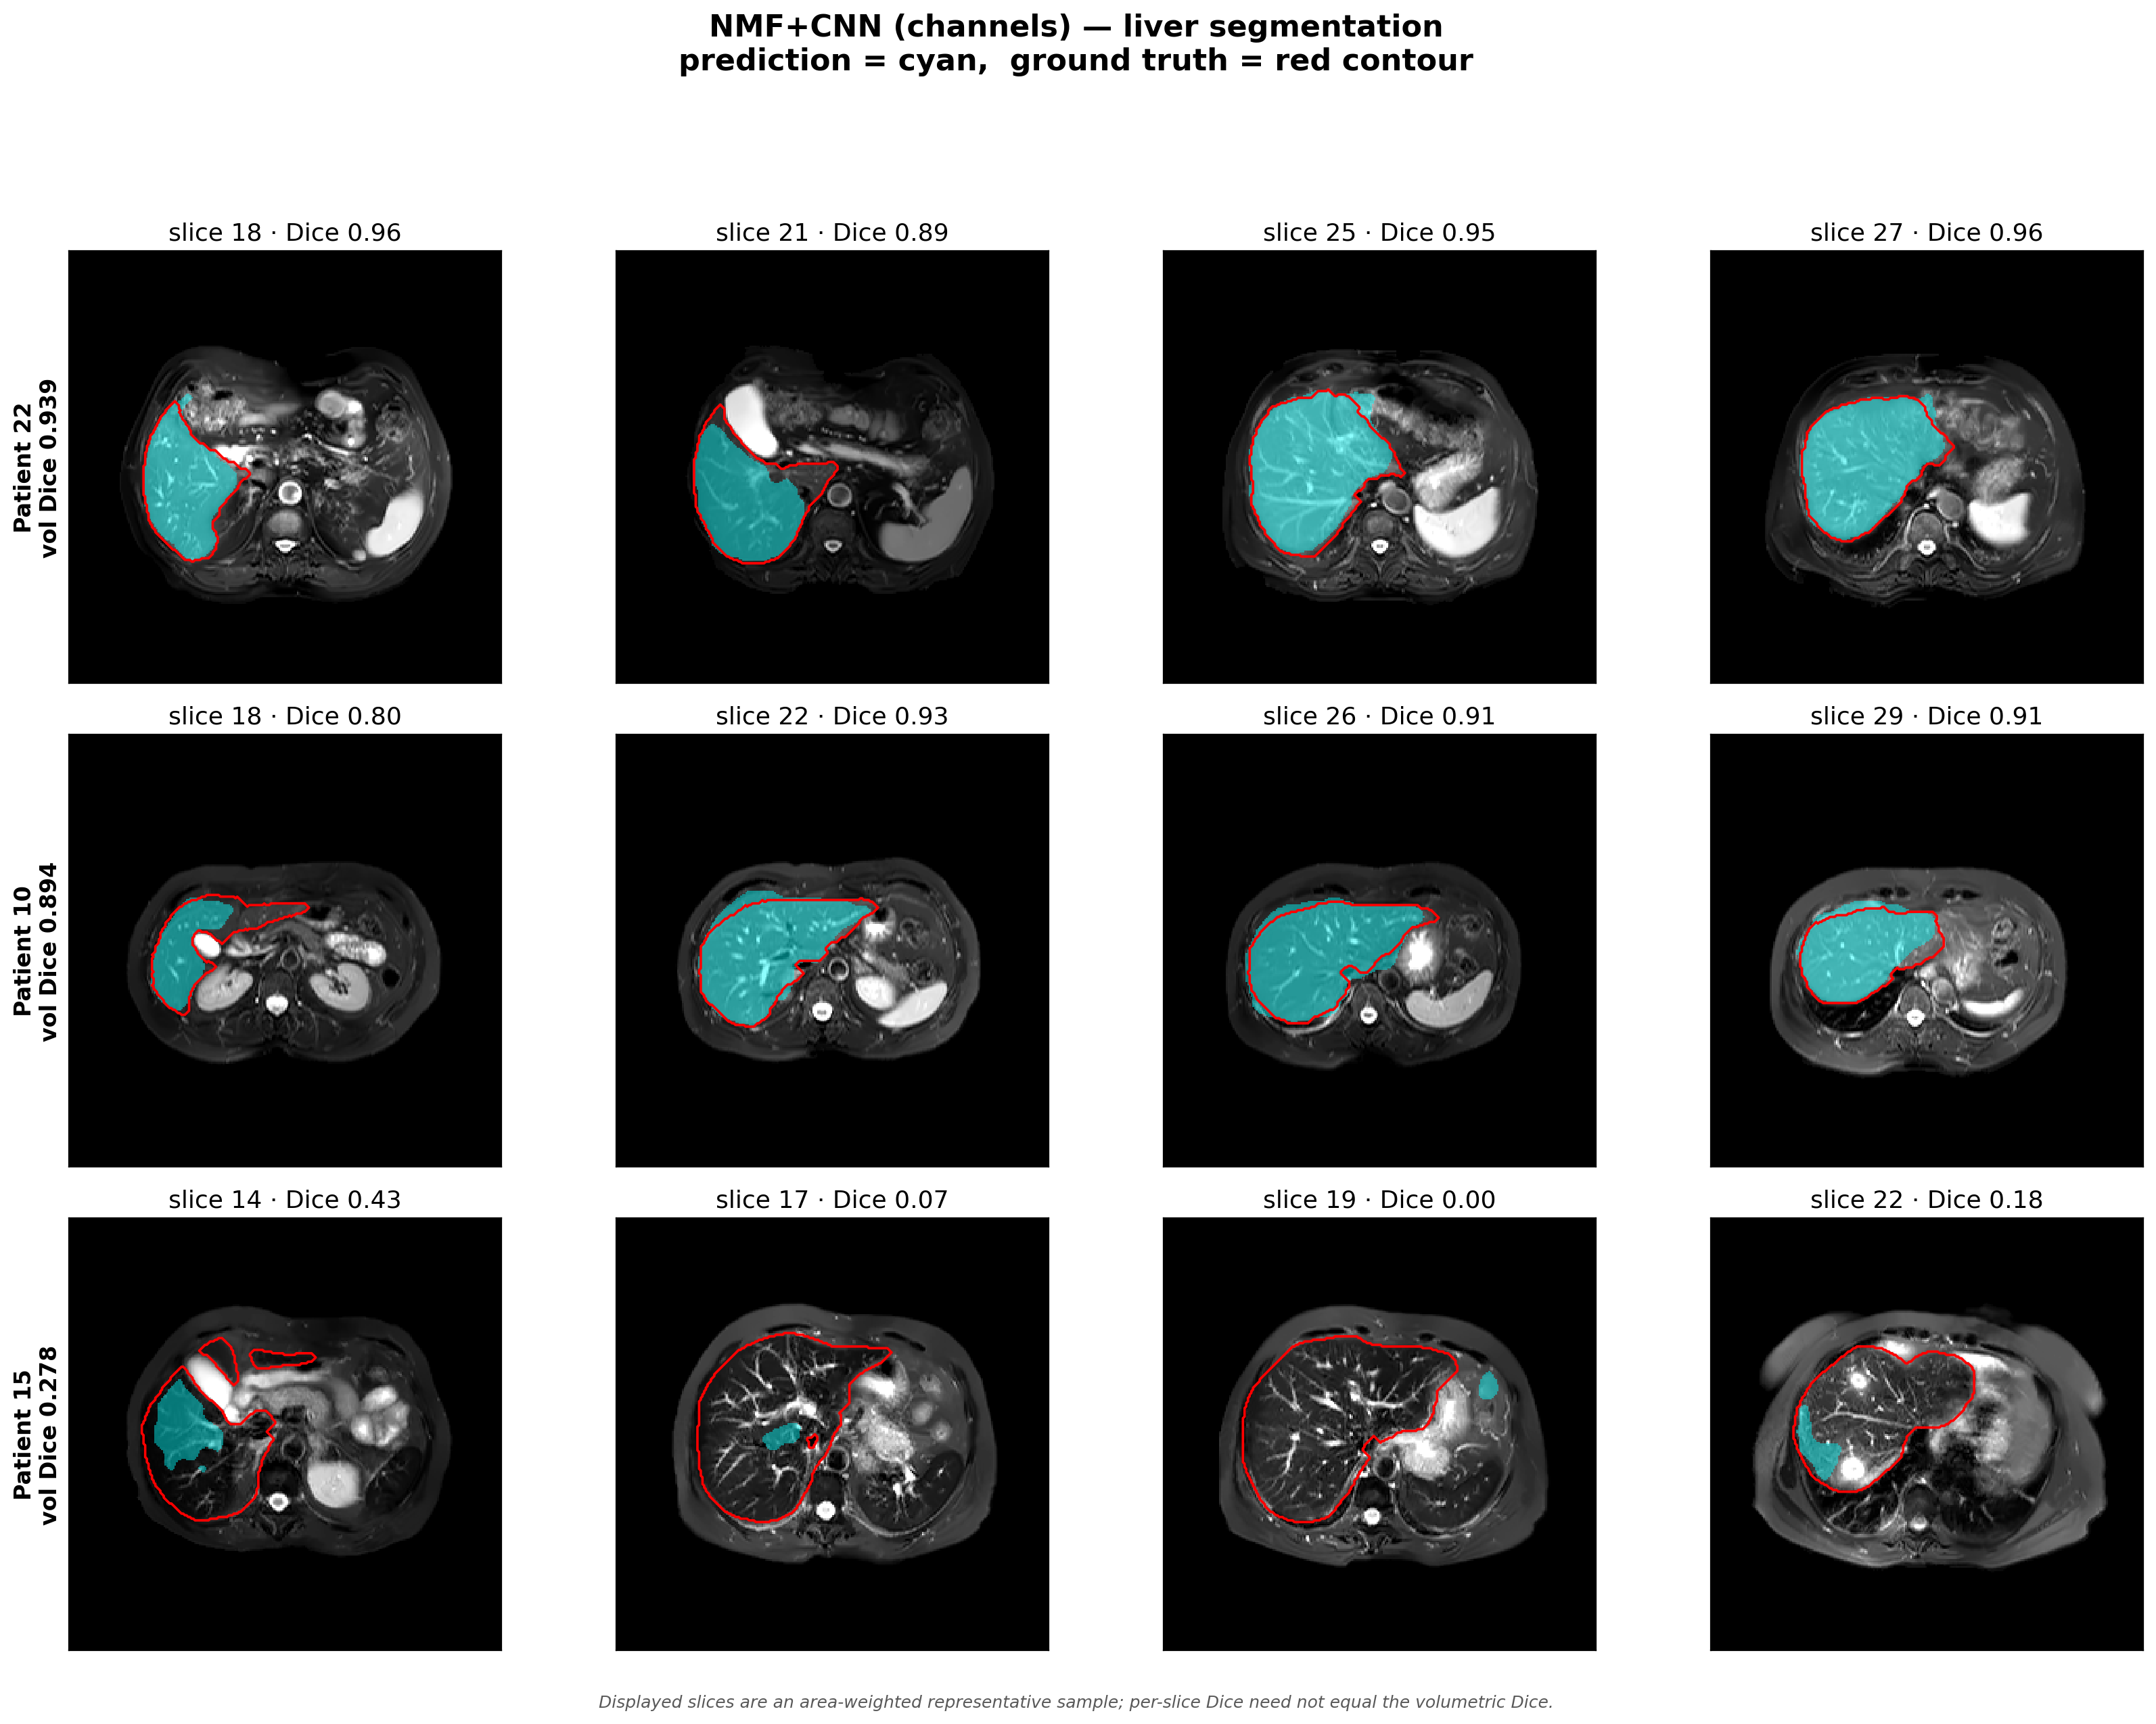 NMF+CNN (channels) — liver segmentation
prediction = cyan,  ground truth = red contour
Patient 22
vol Dice 0.939
slice 18 · Dice 0.96
slice 21 · Dice 0.89
slice 25 · Dice 0.95
slice 27 · Dice 0.96
Patient 10
vol Dice 0.894
slice 18 · Dice 0.80
slice 22 · Dice 0.93
slice 26 · Dice 0.91
slice 29 · Dice 0.91
Patient 15
vol Dice 0.278
slice 14 · Dice 0.43
slice 17 · Dice 0.07
slice 19 · Dice 0.00
slice 22 · Dice 0.18
Displayed slices are an area-weighted representative sample; per-slice Dice need not equal the volumetric Dice.